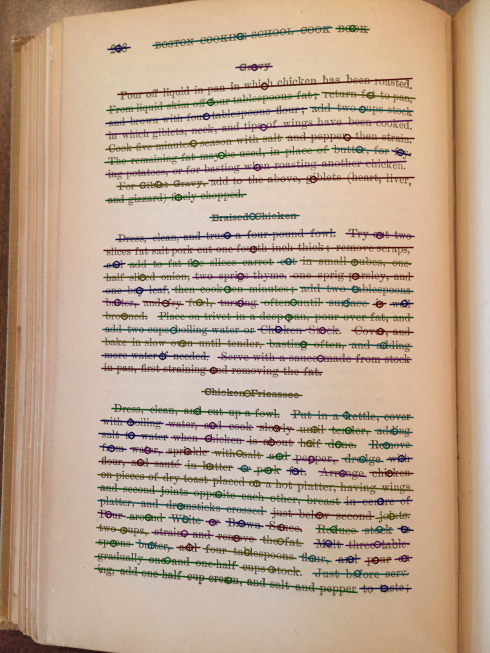 BOSTON COOKING-SCHOOL COOK BOOK
Gravy
Pour off liquid in pan in which chicken has been roasted.
From liquid skim off four tablespoons fat; return fat to pan,
and brown with four tablespoons flour; add two cups stock
in which giblets, neck, and tips of wings have been cooked.
Cook five minutes, season with salt and pepper, then strain.
The remaining fat may be used, in place of butter, for
ing potatoes, or for basting when roasting another chicken.
For Giblet Gravy, add to the above, giblets (heart, liver,
and gizzard) finely chopped.
Braised Chicken
Dress, clean, and truss a four-pound fowl. Try out two
slices fat salt pork cut one-fourth inch thick; remove scraps,
and add to fat five slices carrot cut in small cubes, one-
half sliced onion, two sprigs thyme, one sprig parsley, and
one bay leaf, then cook ten minutes; add two tablespoons
butter, and fry fowl, turning often until surface is well
browned. Place on trivet in a deep pan, pour over fat, and
add two cups boiling water or Chicken Stock. Cover, and
bake in slow oven until tender, basting often, and adding
more water if needed. Serve with a sauce made from stock
in pan, first straining and removing the fat.
Chicken Fricassee
Dress, clean, and cut up a fowl. Put in a kettle, cover
with boiling water, and cook slowly until tender, adding
salt to water when chicken is about half done. Remove
from water, sprinkle with salt and pepper, dredge with
flour, and sauté in butter or pork fat. Arrange chicken
on pieces of dry toast placed on a hot platter, having wings
and second joints opposite each other, breast in centre of
platter, and drumsticks crossed just below second joints.
Pour around White or Brown Sauce. Reduce stock to
two cups, strain, and remove the fat. Melt three table-
spoons butter, add four tablespoons flour, and pour on
gradually one and one-half cups stock. Just before serv-
ing, add one-half cup cream, and salt and pepper to taste;